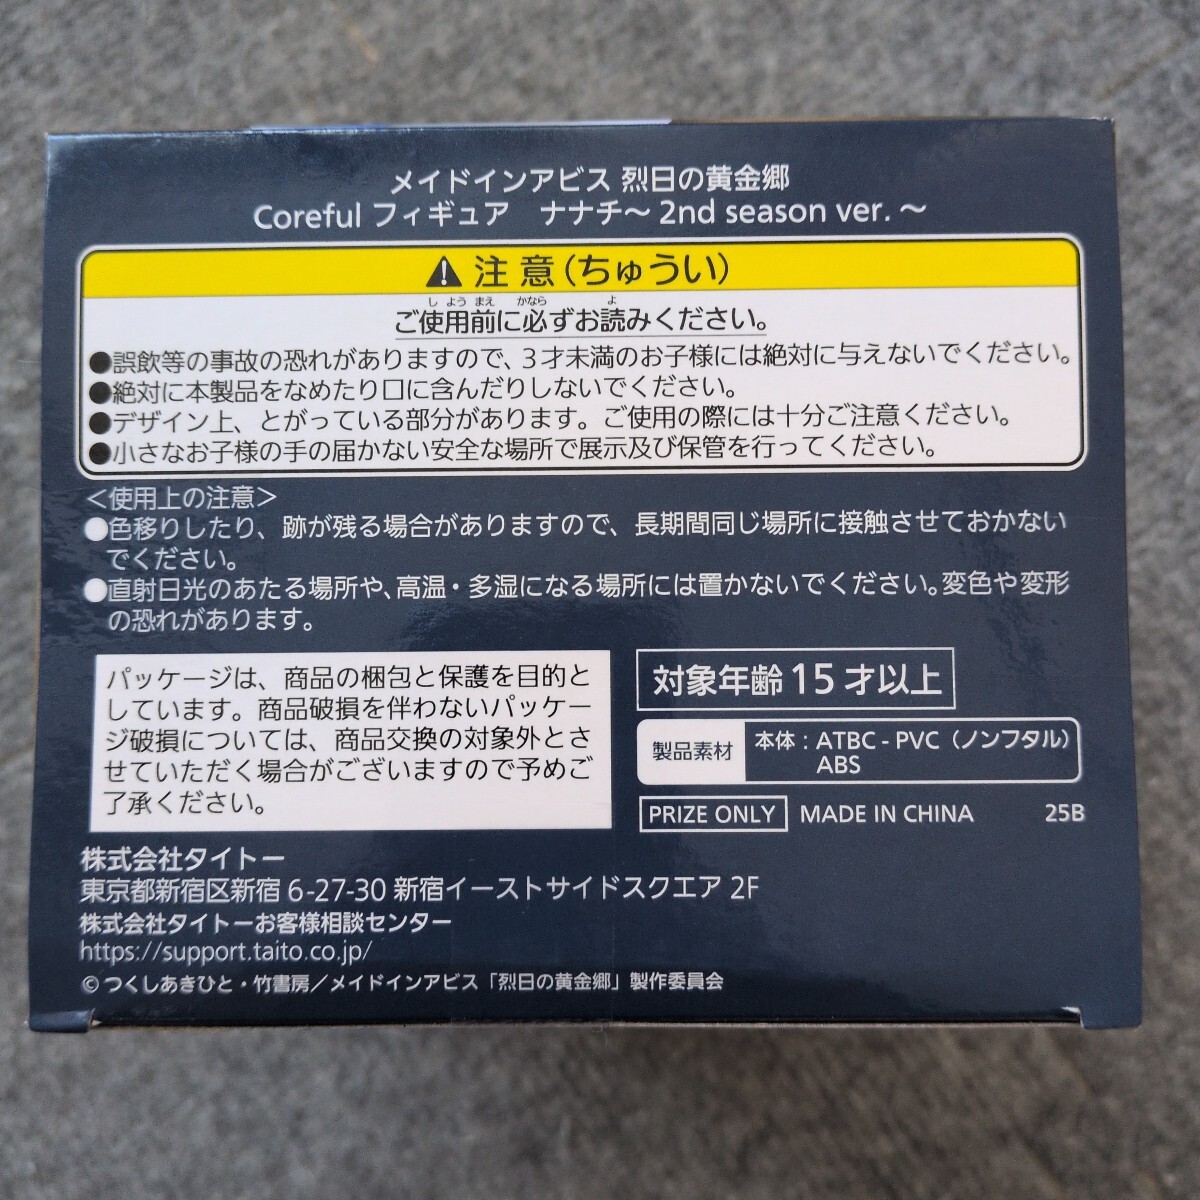 メイドインアビス 烈日の黄金郷
Coreful フィギュア　ナナチ～2nd season ver.～
⚠注意(ちゅうい)
ご使用前に必ずお読みください。
●誤飲等の事故の恐れがありますので、3才未満のお子様には絶対に与えないでください。
●絶対に本製品をなめたり口に含んだりしないでください。
●デザイン上、とがっている部分があります。ご使用の際には十分ご注意ください。
●小さなお子様の手の届かない安全な場所で展示及び保管を行ってください。
＜使用上の注意＞
●色移りしたり、跡が残る場合がありますので、長期間同じ場所に接触させておかない
でください。
●直射日光のあたる場所や、高温・多湿になる場所には置かないでください。変色や変形
の恐れがあります。
パッケージは、商品の梱包と保護を目的と
しています。商品破損を伴わないパッケー
ジ破損については、商品交換の対象外とさ
せていただく場合がございますので予めご
了承ください。
対象年齢15才以上
製品素材 本体：ATBC-PVC（ノンフタル）
ABS
PRIZE ONLY MADE IN CHINA 25B
株式会社タイトー
東京都新宿区新宿 6-27-30 新宿イーストサイドスクエア 2F
株式会社タイトーお客様相談センター
https://support.taito.co.jp/
©つくしあきひと・竹書房／メイドインアビス「烈日の黄金郷」製作委員会